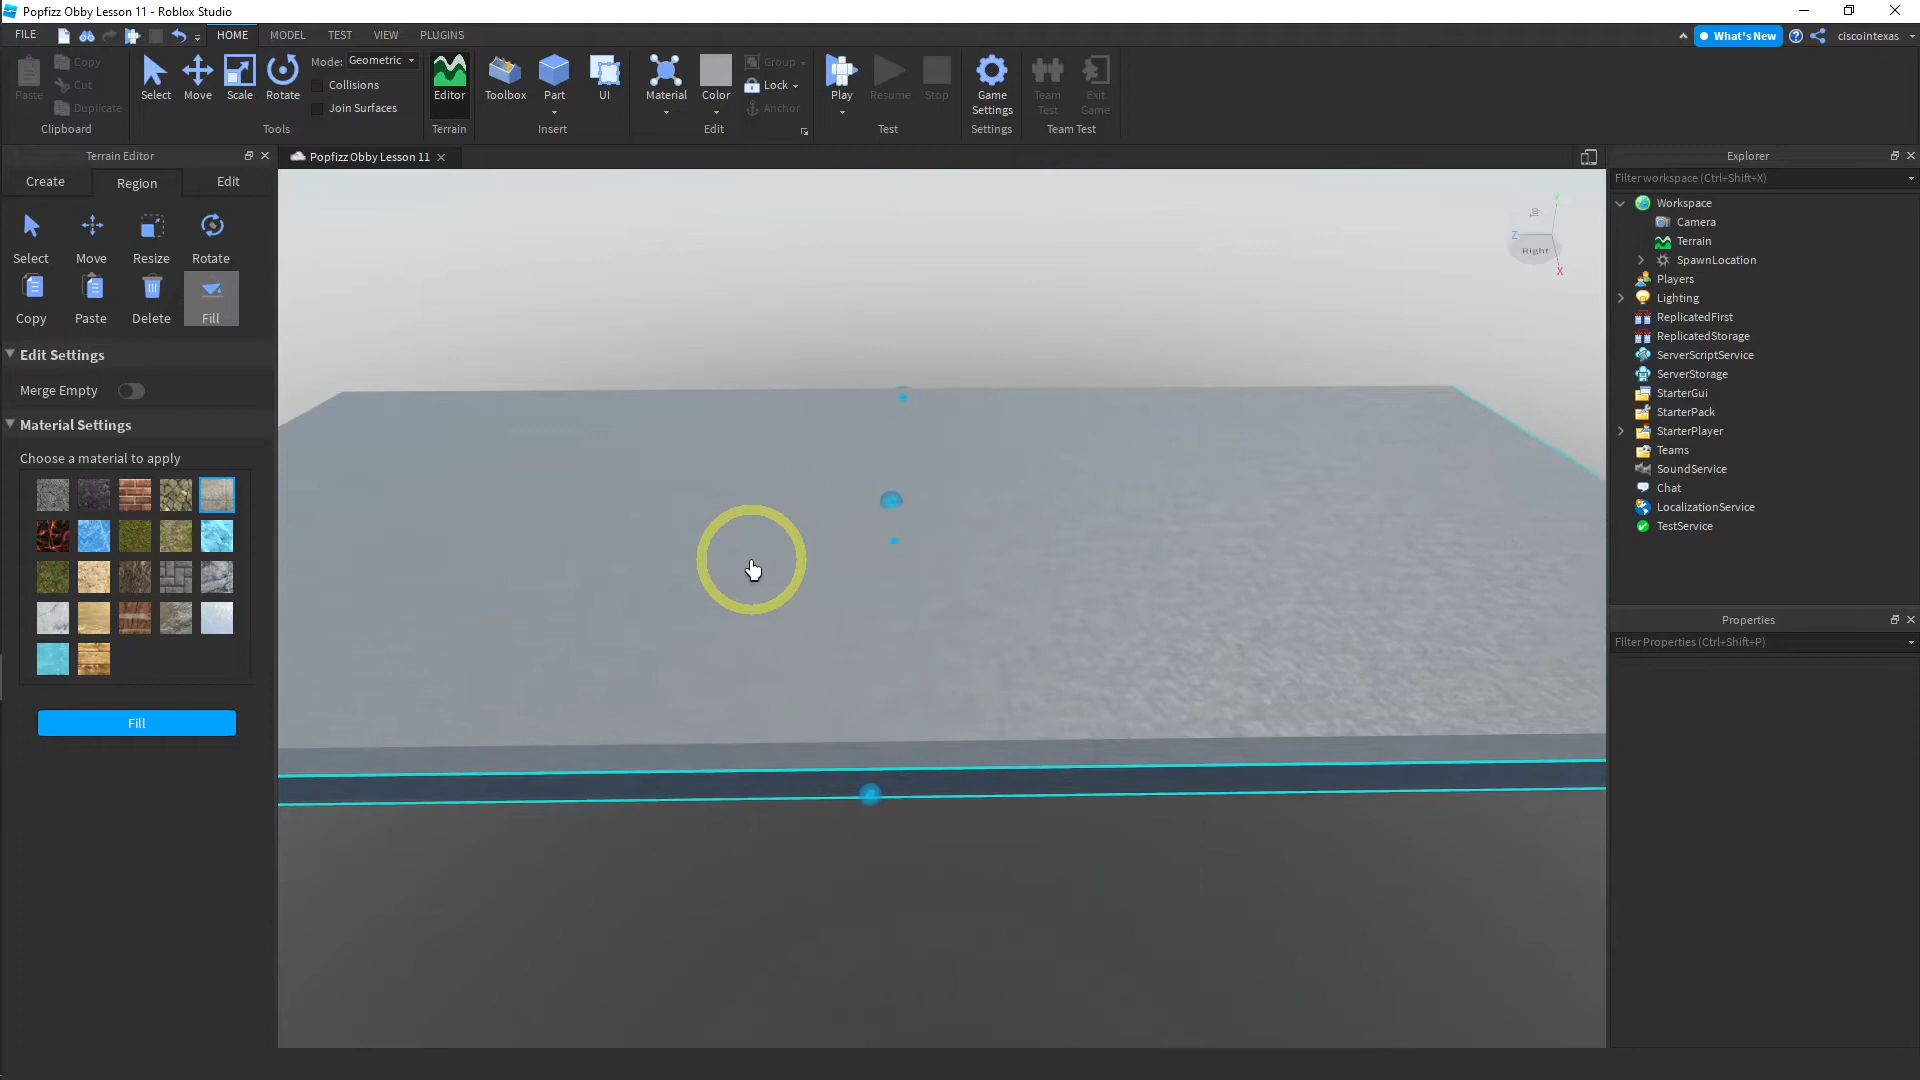 Popfizz Obby Lesson 11 - Roblox Studio
FILE
HOME
MODEL
TEST
VIEW
PLUGINS
What's New
ciscointexas
Paste
Copy
Cut
Duplicate
Clipboard
Select
Move
Scale
Rotate
Mode: Geometric
Collisions
Join Surfaces
Tools
Editor
Terrain
Toolbox
Part
UI
Insert
Material
Color
Group
Lock
Anchor
Edit
Play
Resume
Stop
Test
Game
Settings
Settings
Team
Test
Exit
Game
Team Test
Terrain Editor
Create
Region
Edit
Select
Move
Resize
Rotate
Copy
Paste
Delete
Fill
Edit Settings
Merge Empty
Material Settings
Choose a material to apply
Fill
Popfizz Obby Lesson 11
Y
Z
Right
X
Explorer
Filter workspace (Ctrl+Shift+X)
Workspace
Camera
Terrain
SpawnLocation
Players
Lighting
ReplicatedFirst
ReplicatedStorage
ServerScriptService
ServerStorage
StarterGui
StarterPack
StarterPlayer
Teams
SoundService
Chat
LocalizationService
TestService
Properties
Filter Properties (Ctrl+Shift+P)